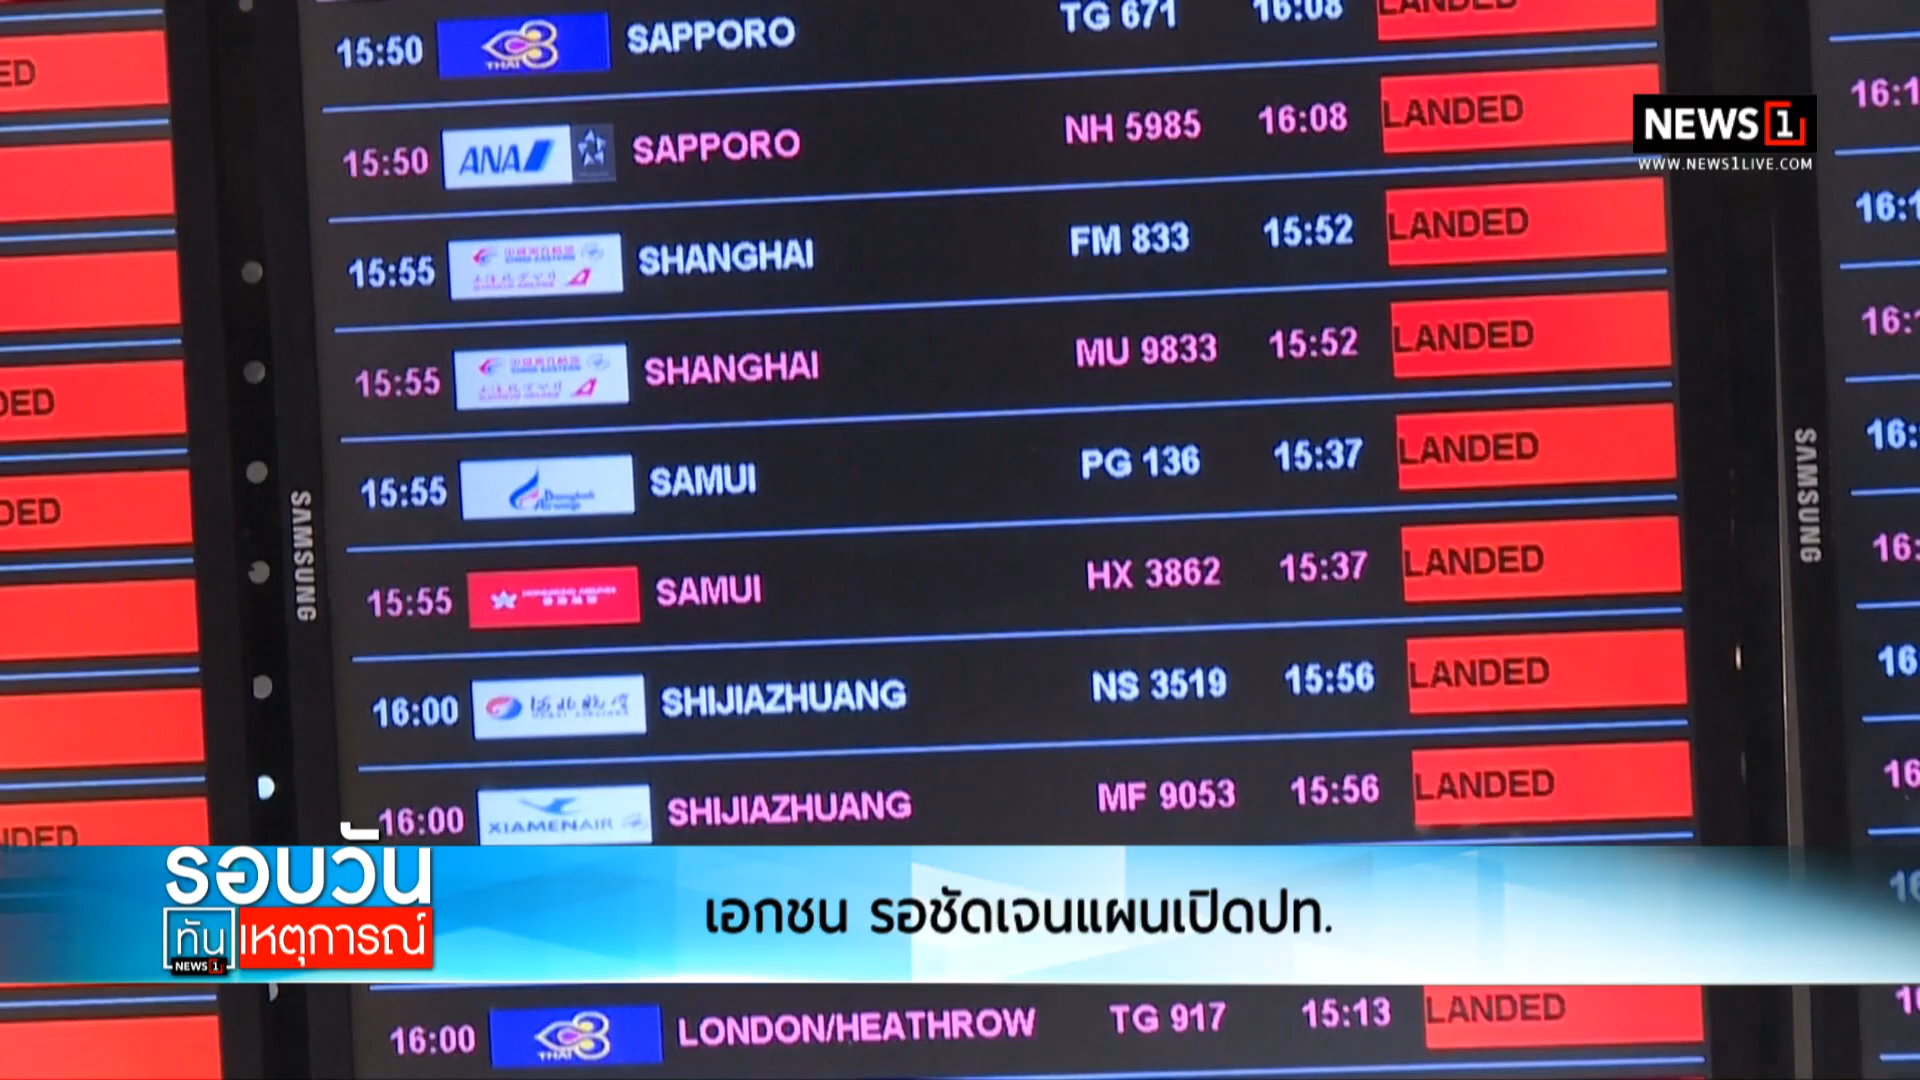 15:50 THAI SAPPORO TG 671 16:08 LANDED
15:50 ANA SAPPORO NH 5985 16:08 LANDED
15:55 SHANGHAI FM 833 15:52 LANDED
15:55 SHANGHAI MU 9833 15:52 LANDED
15:55 Bangkok Airways SAMUI PG 136 15:37 LANDED
15:55 SAMUI HX 3862 15:37 LANDED
16:00 SHIJIAZHUANG NS 3519 15:56 LANDED
16:00 XIAMENAIR SHIJIAZHUANG MF 9053 15:56 LANDED
16:00 THAI LONDON/HEATHROW TG 917 15:13 LANDED
SAMSUNG
SAMSUNG
NEWS 1
WWW.NEWS1LIVE.COM
รอบวัน
ทันเหตุการณ์
NEWS 1
เอกชน รอชัดเจนแผนเปิดปท.